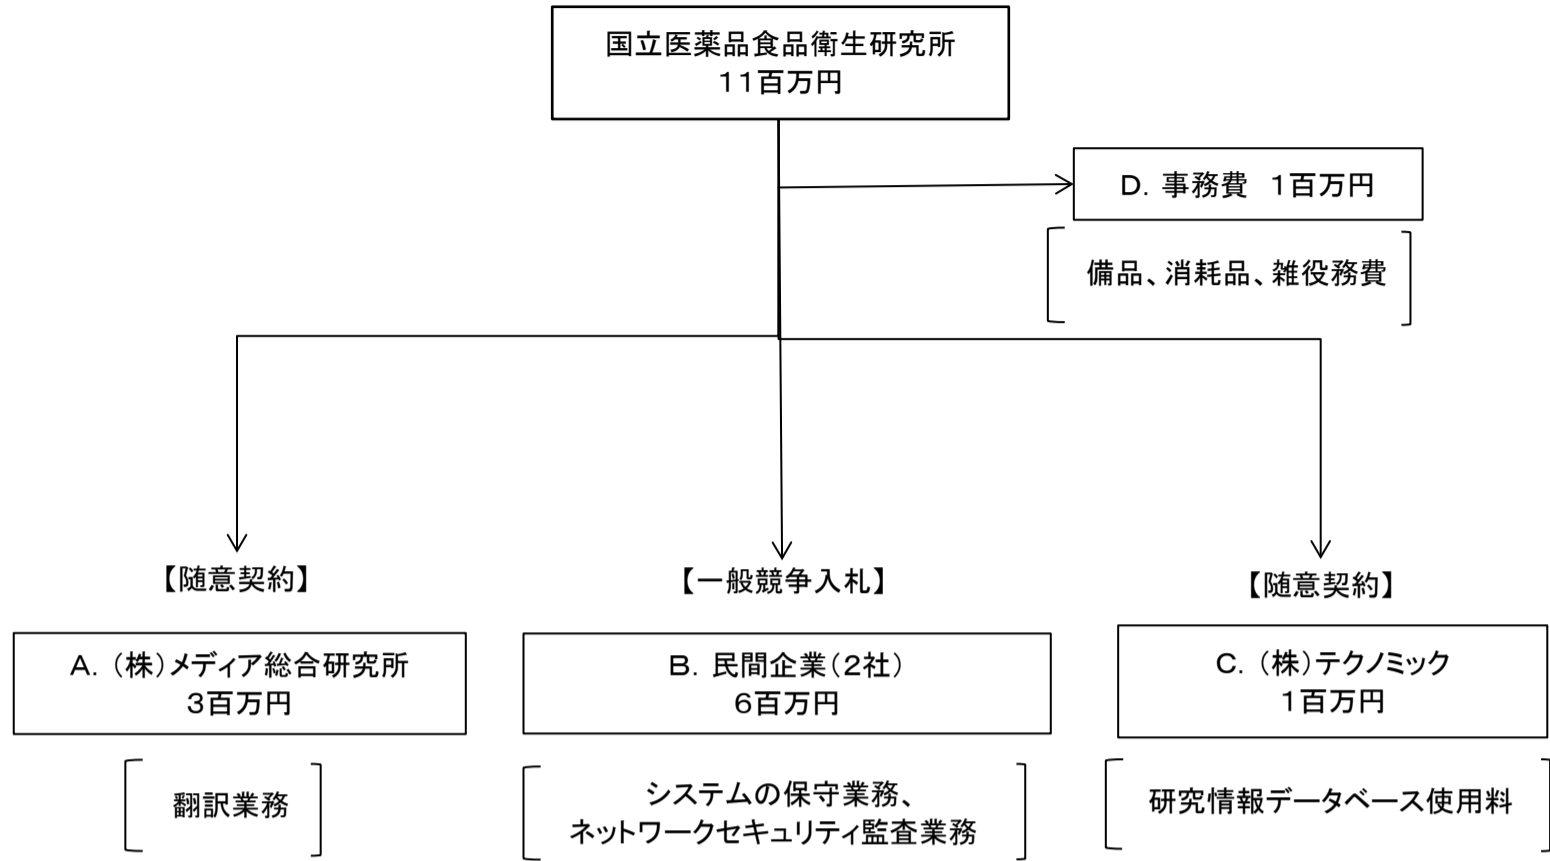 国立医薬品食品衛生研究所
11百万円
D. 事務費　1百万円
備品、消耗品、雑役務費
【随意契約】
A. （株）メディア総合研究所
3百万円
翻訳業務
【一般競争入札】
B. 民間企業（2社）
6百万円
システムの保守業務、
ネットワークセキュリティ監査業務
【随意契約】
C. （株）テクノミック
1百万円
研究情報データベース使用料